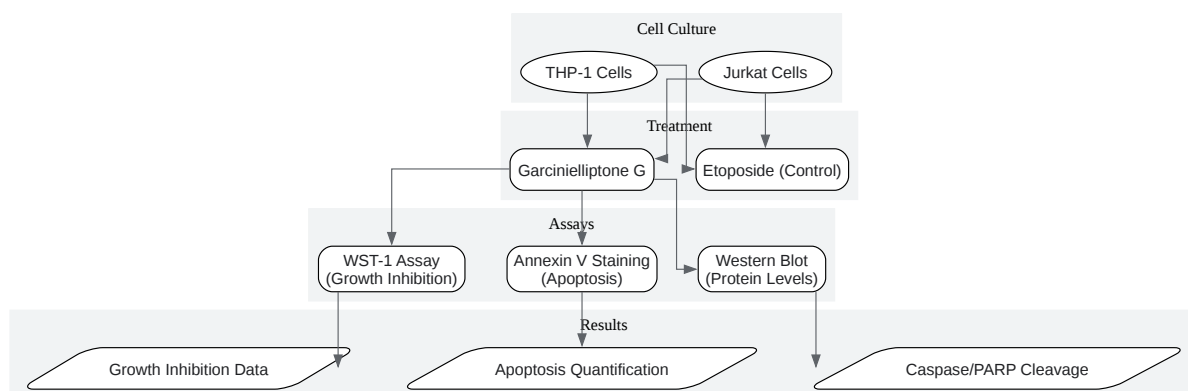 Cell Culture
THP-1 Cells
Jurkat Cells
Treatment
Garcinielliptone G
Etoposide (Control)
Assays
WST-1 Assay
(Growth Inhibition)
Annexin V Staining
(Apoptosis)
Western Blot
(Protein Levels)
Results
Growth Inhibition Data
Apoptosis Quantification
Caspase/PARP Cleavage